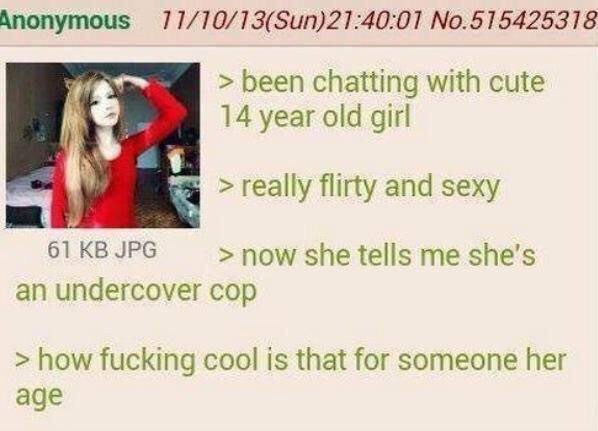 Anonymous 11/10/13(Sun)21:40:01 No.515425318
> been chatting with cute
14 year old girl
> really flirty and sexy
61 KB JPG
> now she tells me she's
an undercover cop
> how fucking cool is that for someone her
age